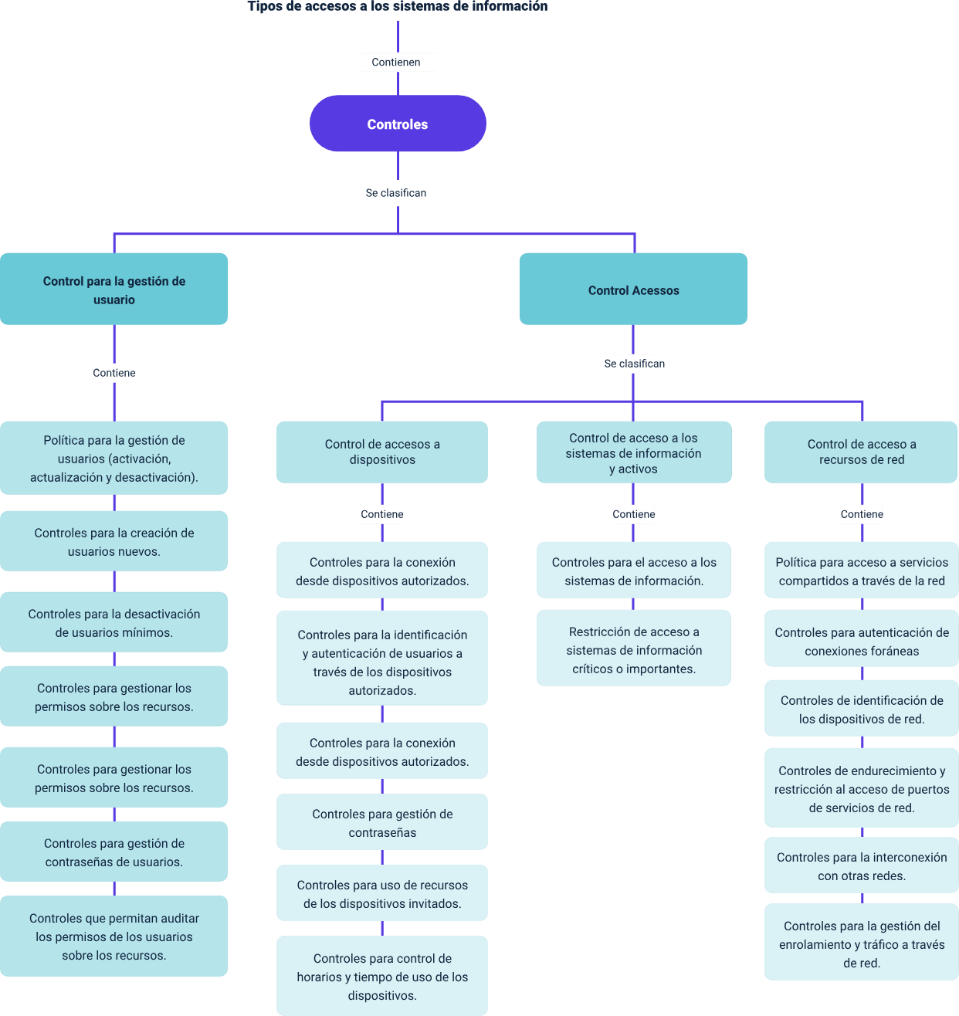 Tipos de accesos a los sistemas de información
Contienen
Controles
Se clasifican
Control para la gestión de
usuario
Contiene
Política para la gestión de
usuarios (activación,
actualización y desactivación).
Controles para la creación de
usuarios nuevos.
Controles para la desactivación
de usuarios mínimos.
Controles para gestionar los
permisos sobre los recursos.
Controles para gestionar los
permisos sobre los recursos.
Controles para gestión de
contraseñas de usuarios.
Controles que permitan auditar
los permisos de los usuarios
sobre los recursos.
Control Acessos
Se clasifican
Control de accesos a
dispositivos
Contiene
Controles para la conexión
desde dispositivos autorizados.
Controles para la identificación
y autenticación de usuarios a
través de los dispositivos
autorizados.
Controles para la conexión
desde dispositivos autorizados.
Controles para gestión de
contraseñas
Controles para uso de recursos
de los dispositivos invitados.
Controles para control de
horarios y tiempo de uso de los
dispositivos.
Control de acceso a los
sistemas de información
y activos
Contiene
Controles para el acceso a los
sistemas de información.
Restricción de acceso a
sistemas de información
críticos o importantes.
Control de acceso a
recursos de red
Contiene
Política para acceso a servicios
compartidos a través de la red
Controles para autenticación de
conexiones foráneas
Controles de identificación de
los dispositivos de red.
Controles de endurecimiento y
restricción al acceso de puertos
de servicios de red.
Controles para la interconexión
con otras redes.
Controles para la gestión del
enrolamiento y tráfico a través
de red.